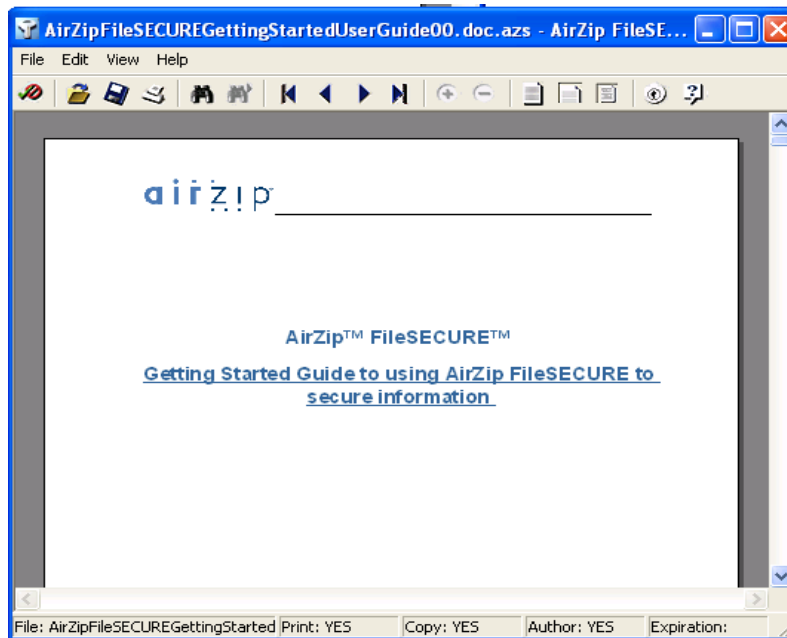 AirZipFileSECUREGettingStartedUserGuide00.doc.azs - AirZip FileSE...
File Edit View Help
airzip
AirZip™ FileSECURE™
Getting Started Guide to using AirZip FileSECURE to
secure information
File: AirZipFileSECUREGettingStarted Print: YES Copy: YES Author: YES Expiration: